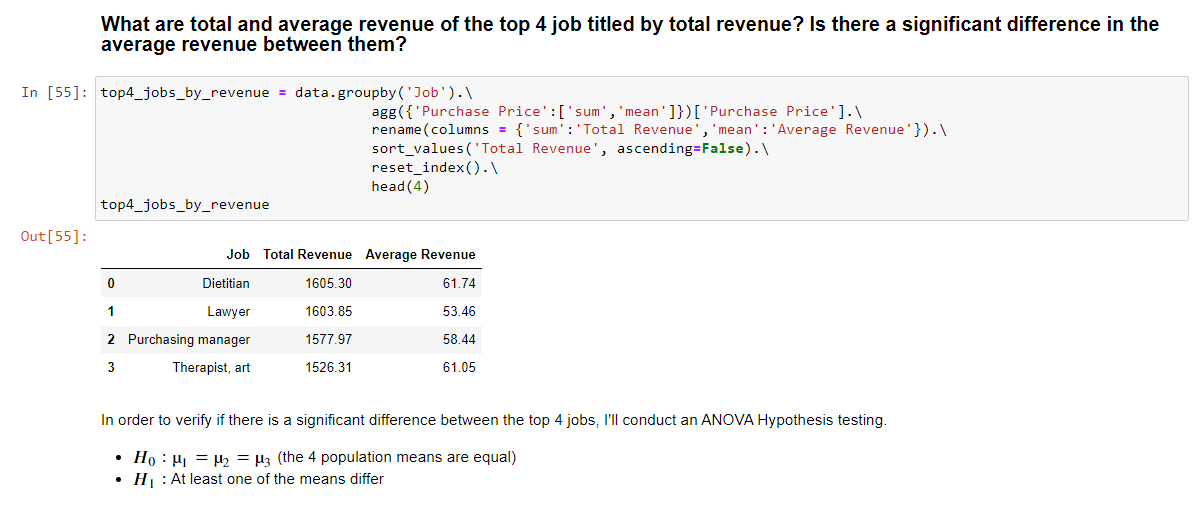 What are total and average revenue of the top 4 job titled by total revenue? Is there a significant difference in the
average revenue between them?
In [55]: top4_jobs_by_revenue = data.groupby('Job').\
agg({'Purchase Price':['sum','mean']})['Purchase Price'].\
rename(columns = {'sum':'Total Revenue','mean':'Average Revenue'}).\
sort_values('Total Revenue', ascending=False).\
reset_index().\
head(4)
top4_jobs_by_revenue
Out[55]:
Job Total Revenue Average Revenue
0 Dietitian 1605.30 61.74
1 Lawyer 1603.85 53.46
2 Purchasing manager 1577.97 58.44
3 Therapist, art 1526.31 61.05
In order to verify if there is a significant difference between the top 4 jobs, I'll conduct an ANOVA Hypothesis testing.
• H₀ : μ₁ = μ₂ = μ₃ (the 4 population means are equal)
• H₁ : At least one of the means differ